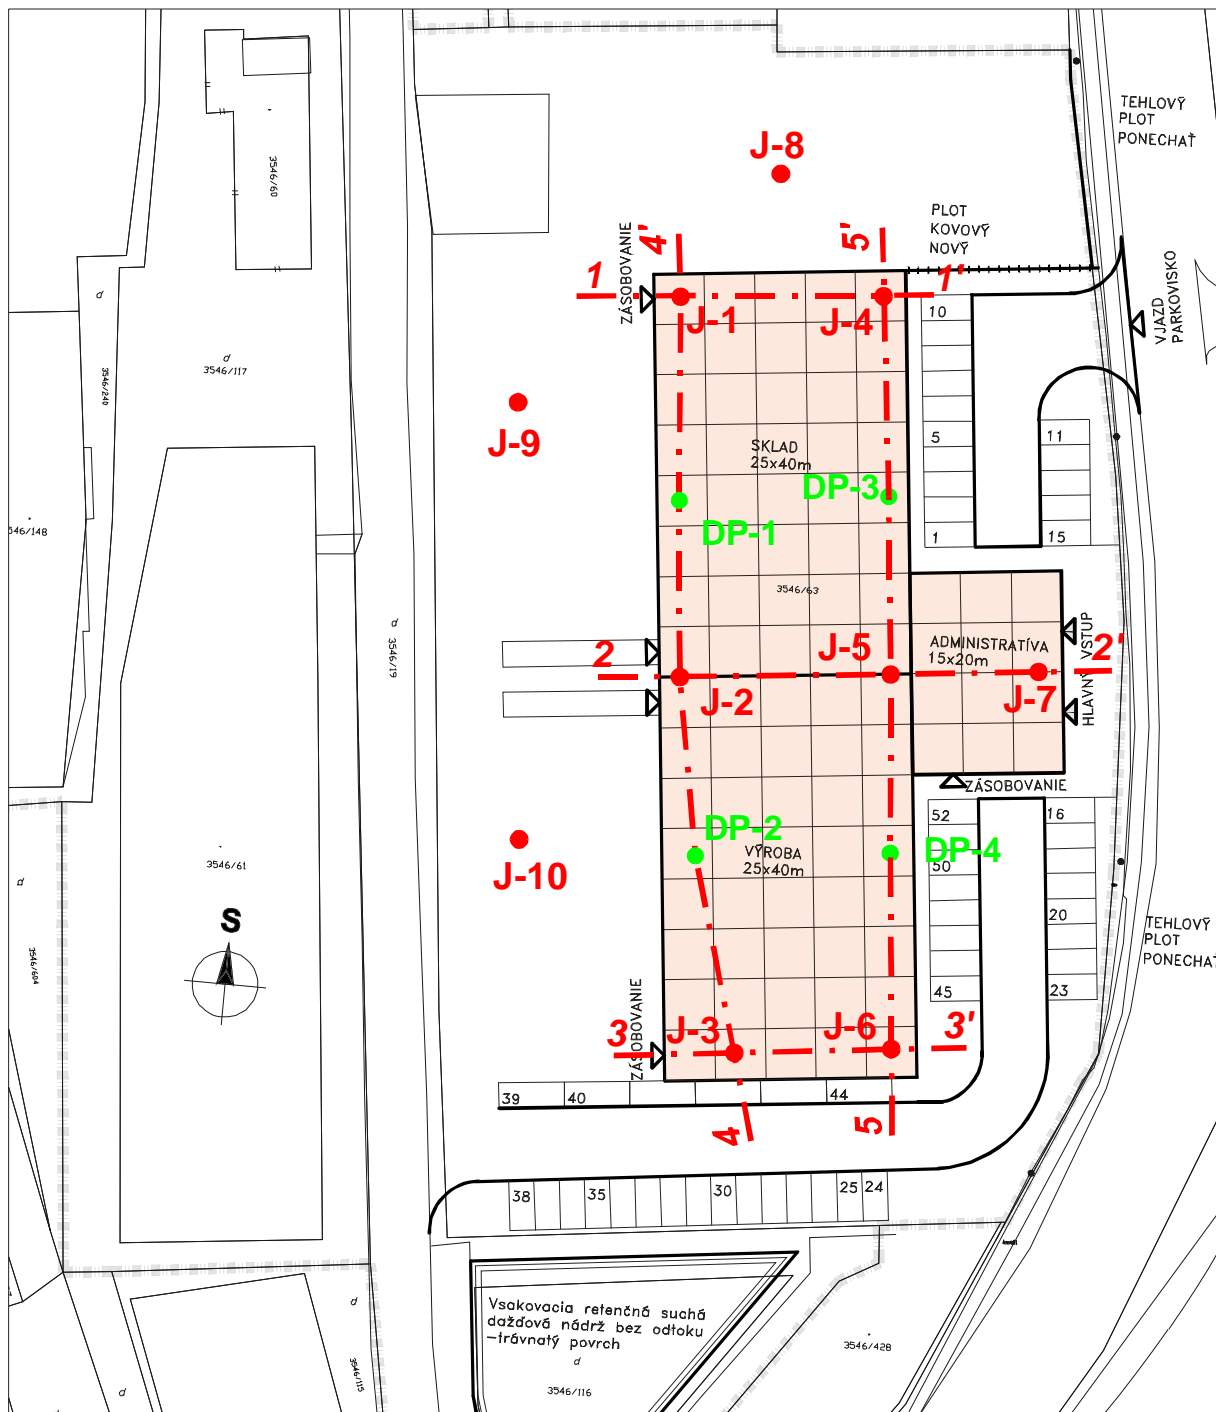 TEHLOVÝ
PLOT
PONECHAŤ
J-8
3546/60
PLOT
KOVOVÝ
NOVÝ
ZÁSOBOVANIE
4'
5'
1
1'
VJAZD
PARKOVISKO
J-1
J-4
10
d
d
3546/117
3546/240
J-9
5
11
SKLAD
25x40m
DP-3
DP-1
1
15
546/148
3546/63
d
3546/19
2
J-5
ADMINISTRATÍVA
15x20m
2'
HLAVNÝ VSTUP
J-2
J-7
ZÁSOBOVANIE
52
16
DP-2
VÝROBA
25x40m
DP-4
50
J-10
3546/61
d
S
20
TEHLOVÝ
PLOT
PONECHAŤ
3546/604
45
23
ZÁSOBOVANIE
3
J-3
J-6
3'
39
40
44
4
5
38
35
30
25
24
Vsakovacia retenčná suchá
dažďová nádrž bez odtoku
-trávnatý povrch
d
3546/116
d
3546/115
d
3546/428